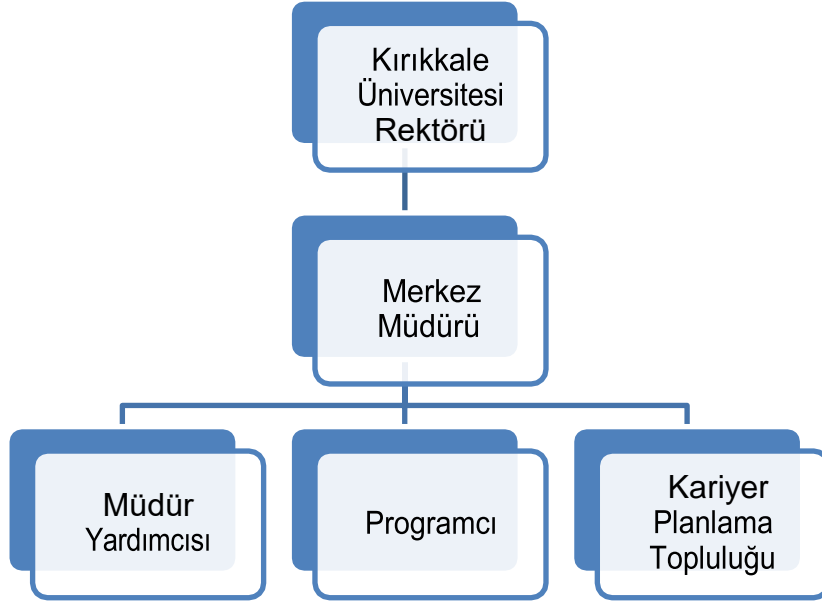 Kırıkkale
Üniversitesi
Rektörü
Merkez
Müdürü
Müdür
Yardımcısı
Programcı
Kariyer
Planlama
Topluluğu